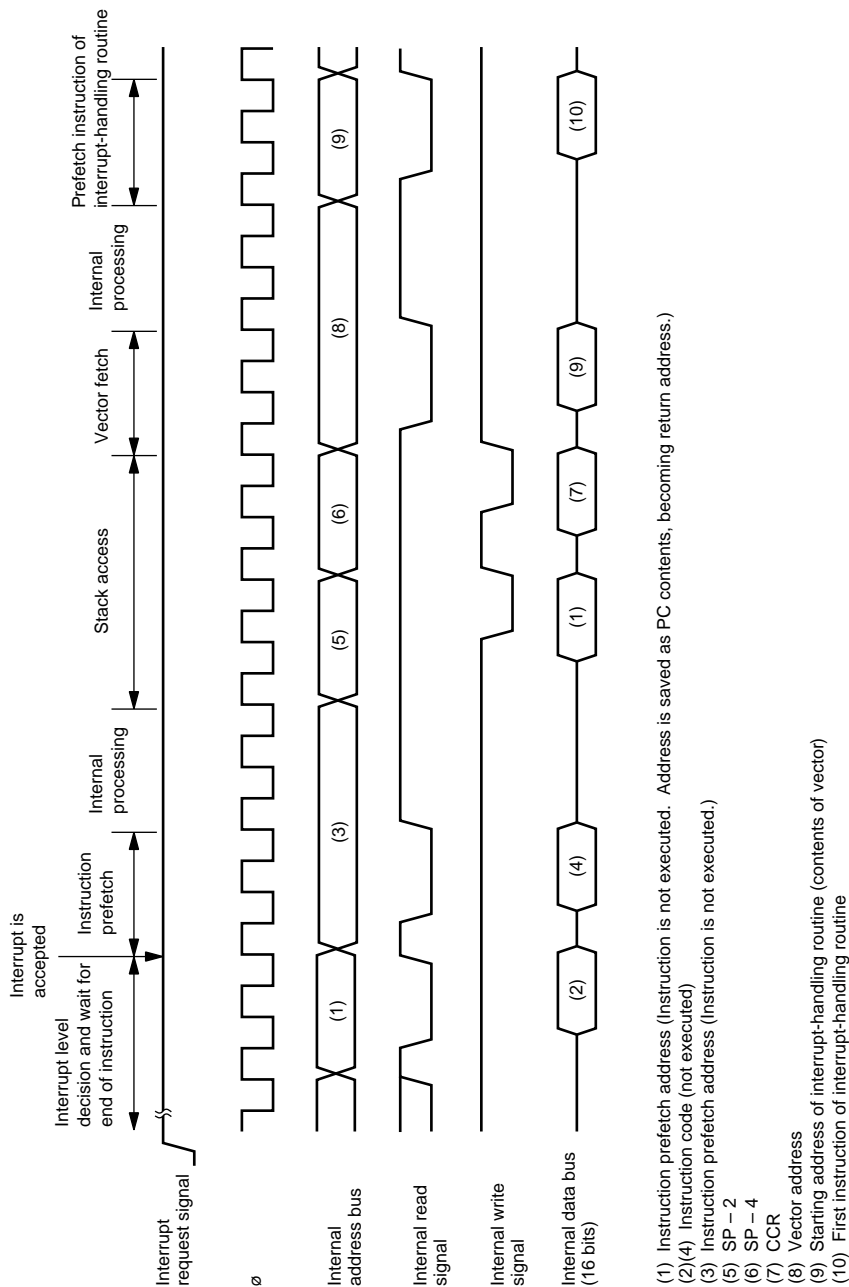 Interrupt is
accepted
Interrupt level
decision and wait for
end of instruction
Instruction
prefetch
Internal
processing
Stack access
Vector fetch
Internal
processing
Prefetch instruction of
interrupt-handling routine
Interrupt
request signal
ø
Internal
address bus
(1)
(3)
(5)
(6)
(8)
(9)
Internal read
signal
Internal write
signal
Internal data bus
(16 bits)
(2)
(4)
(1)
(7)
(9)
(10)
(1) Instruction prefetch address (Instruction is not executed. Address is saved as PC contents, becoming return address.)
(2)(4) Instruction code (not executed)
(3) Instruction prefetch address (Instruction is not executed.)
(5) SP – 2
(6) SP – 4
(7) CCR
(8) Vector address
(9) Starting address of interrupt-handling routine (contents of vector)
(10) First instruction of interrupt-handling routine